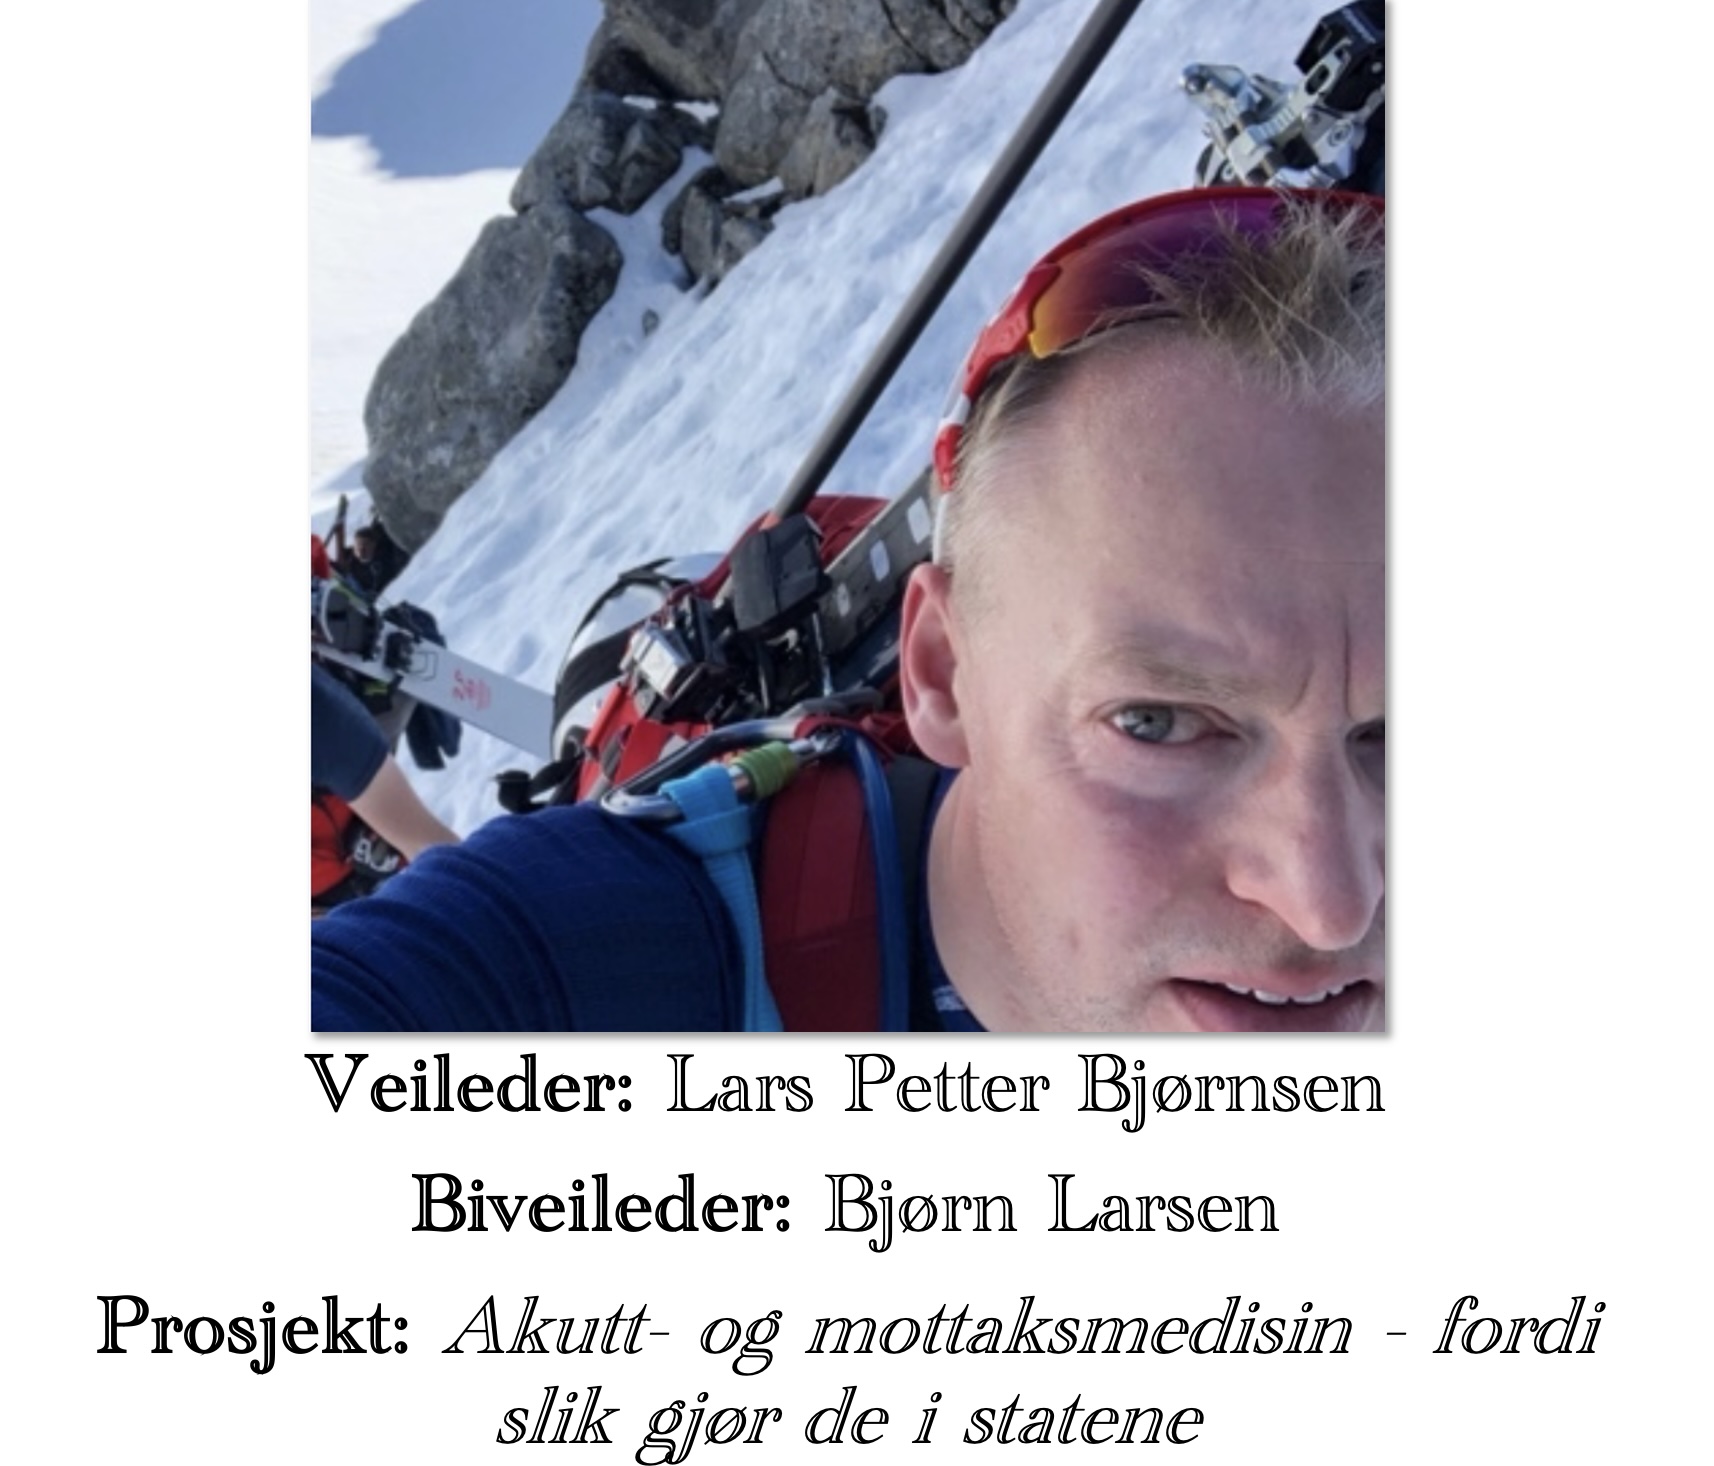 Veileder: Lars Petter Bjørnsen
Biveileder: Bjørn Larsen
Prosjekt: Akutt- og mottaksmedisin - fordi
slik gjør de i statene